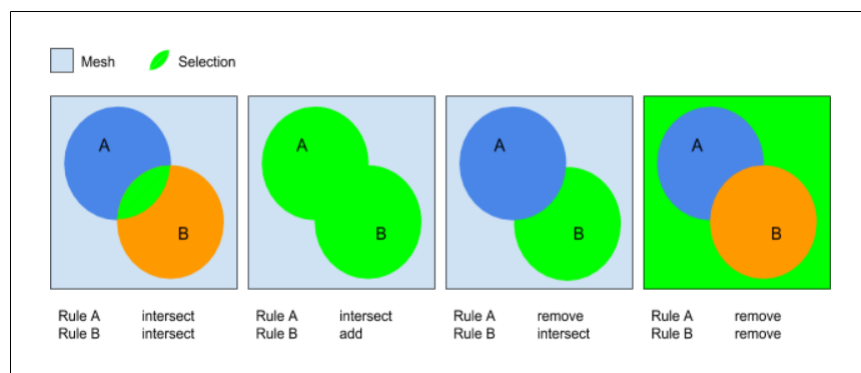 Mesh Selection
A
B
A
B
A
B
A
B
Rule A intersect
Rule B intersect
Rule A intersect
Rule B add
Rule A remove
Rule B intersect
Rule A remove
Rule B remove